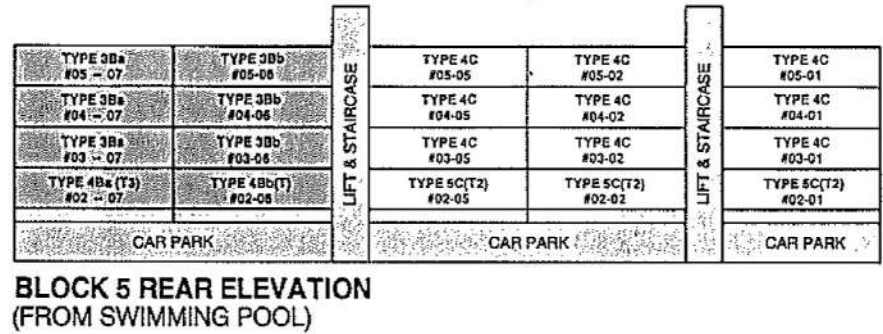 TYPE 3Ba
#05 - 07
TYPE 3Bb
#05-06
TYPE 4C
#05-05
TYPE 4C
#05-02
TYPE 4C
#05-01
TYPE 3Ba
#04 - 07
TYPE 3Bb
#04-06
TYPE 4C
#04-05
TYPE 4C
#04-02
TYPE 4C
#04-01
TYPE 3Ba
#03 - 07
TYPE 3Bb
#03-06
TYPE 4C
#03-05
TYPE 4C
#03-02
TYPE 4C
#03-01
TYPE 4Ba (T3)
#02 - 07
TYPE 4Bb(T)
#02-06
TYPE 5C(T2)
#02-05
TYPE 5C(T2)
#02-02
TYPE 5C(T2)
#02-01
LIFT & STAIRCASE
LIFT & STAIRCASE
CAR PARK
CAR PARK
CAR PARK
BLOCK 5 REAR ELEVATION
(FROM SWIMMING POOL)